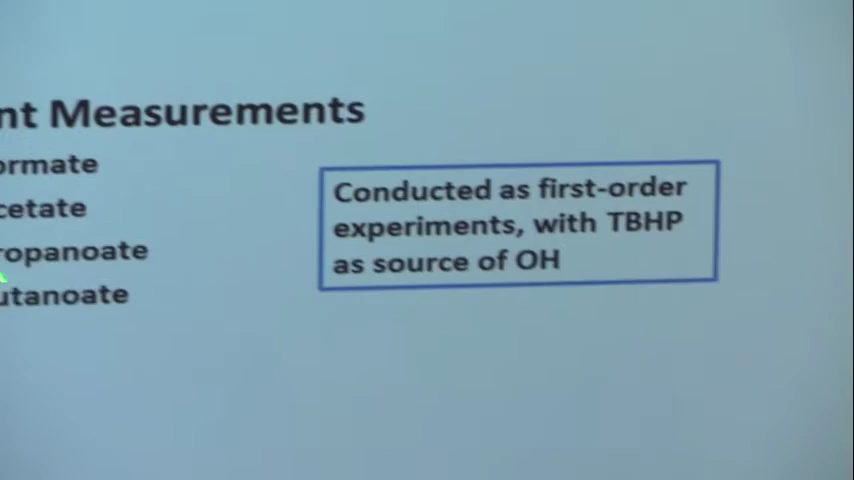 nt Measurements
ormate
cetate
ropanoate
utanoate
Conducted as first-order
experiments, with TBHP
as source of OH